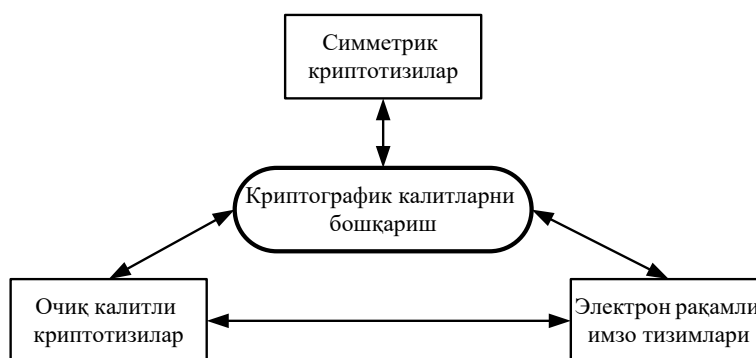 Симметрик
криптотизилар
Криптографик калитларни
бошқариш
Очиқ калитли
криптотизилар
Электрон рақамли
имзо тизимлари